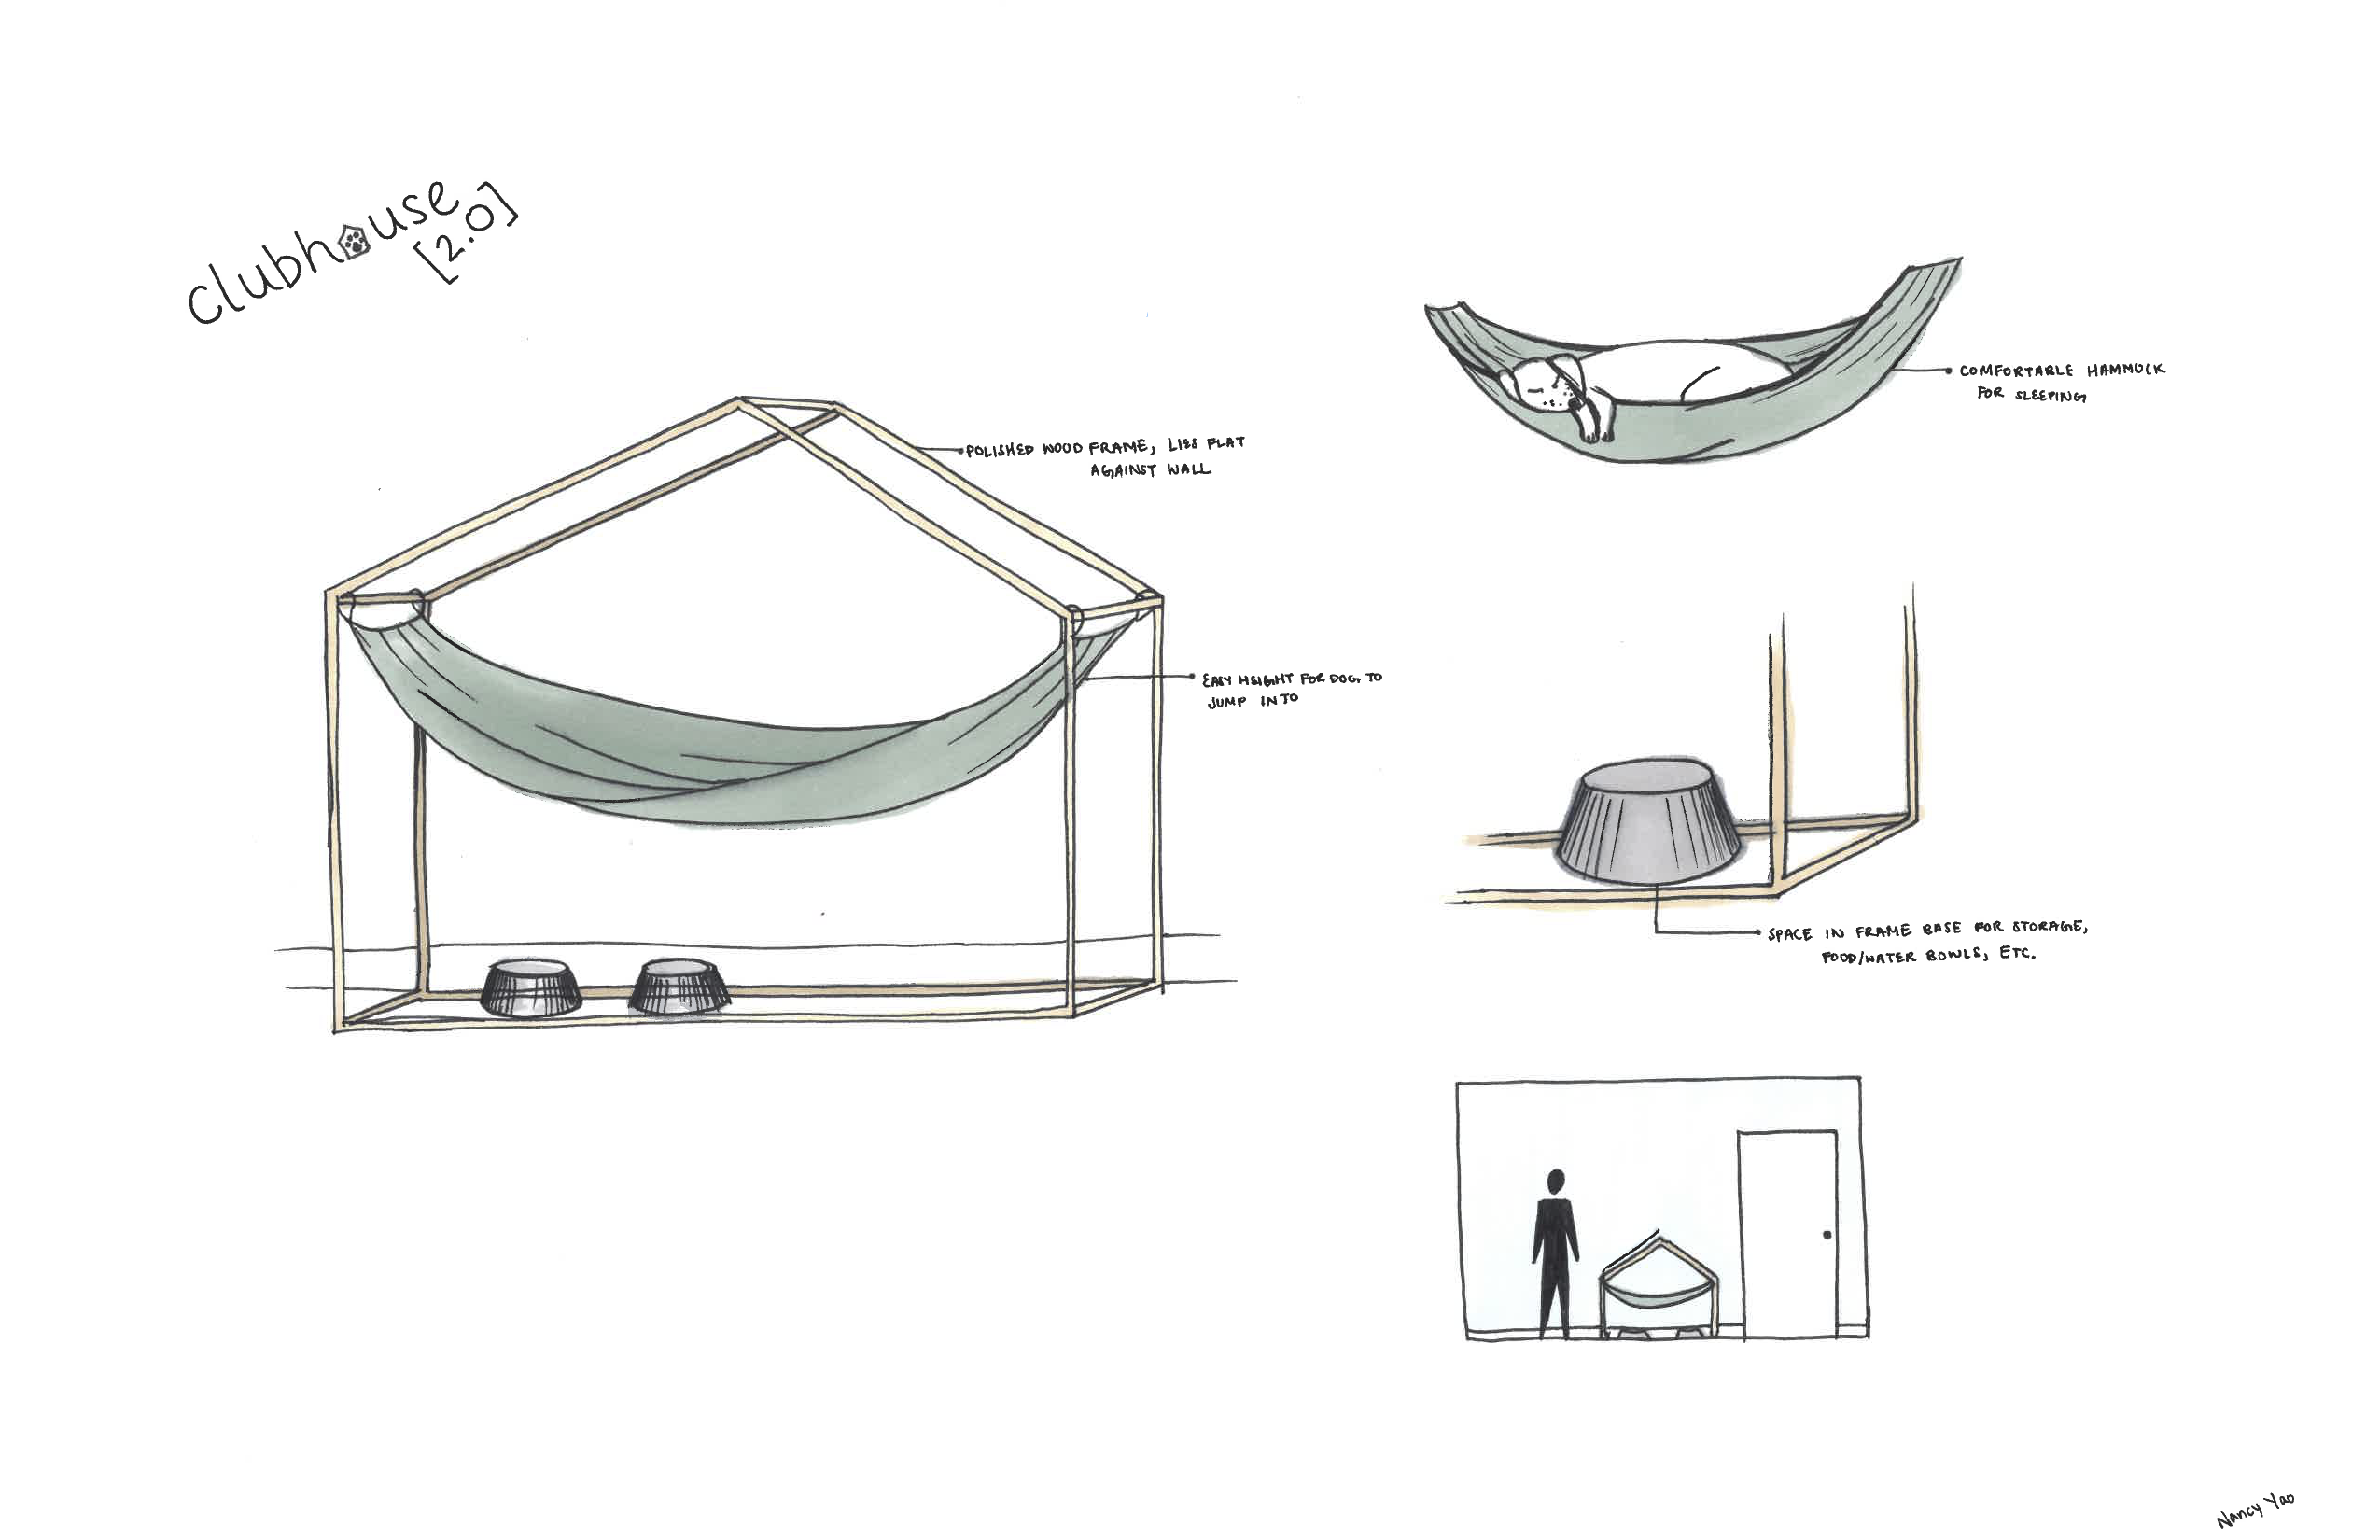 clubhouse
[2.0]
POLISHED WOOD FRAME, LIES FLAT
AGAINST WALL
EASY HEIGHT FOR DOG TO
JUMP INTO
COMFORTABLE HAMMOCK
FOR SLEEPING
SPACE IN FRAME BASE FOR STORAGE,
FOOD/WATER BOWLS, ETC.
Nancy Yao